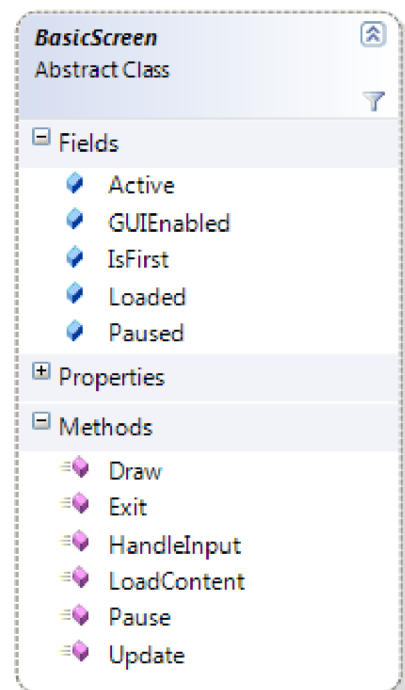 BasicScreen
Abstract Class
Fields
Active
GUIEnabled
IsFirst
Loaded
Paused
Properties
Methods
Draw
Exit
HandleInput
LoadContent
Pause
Update